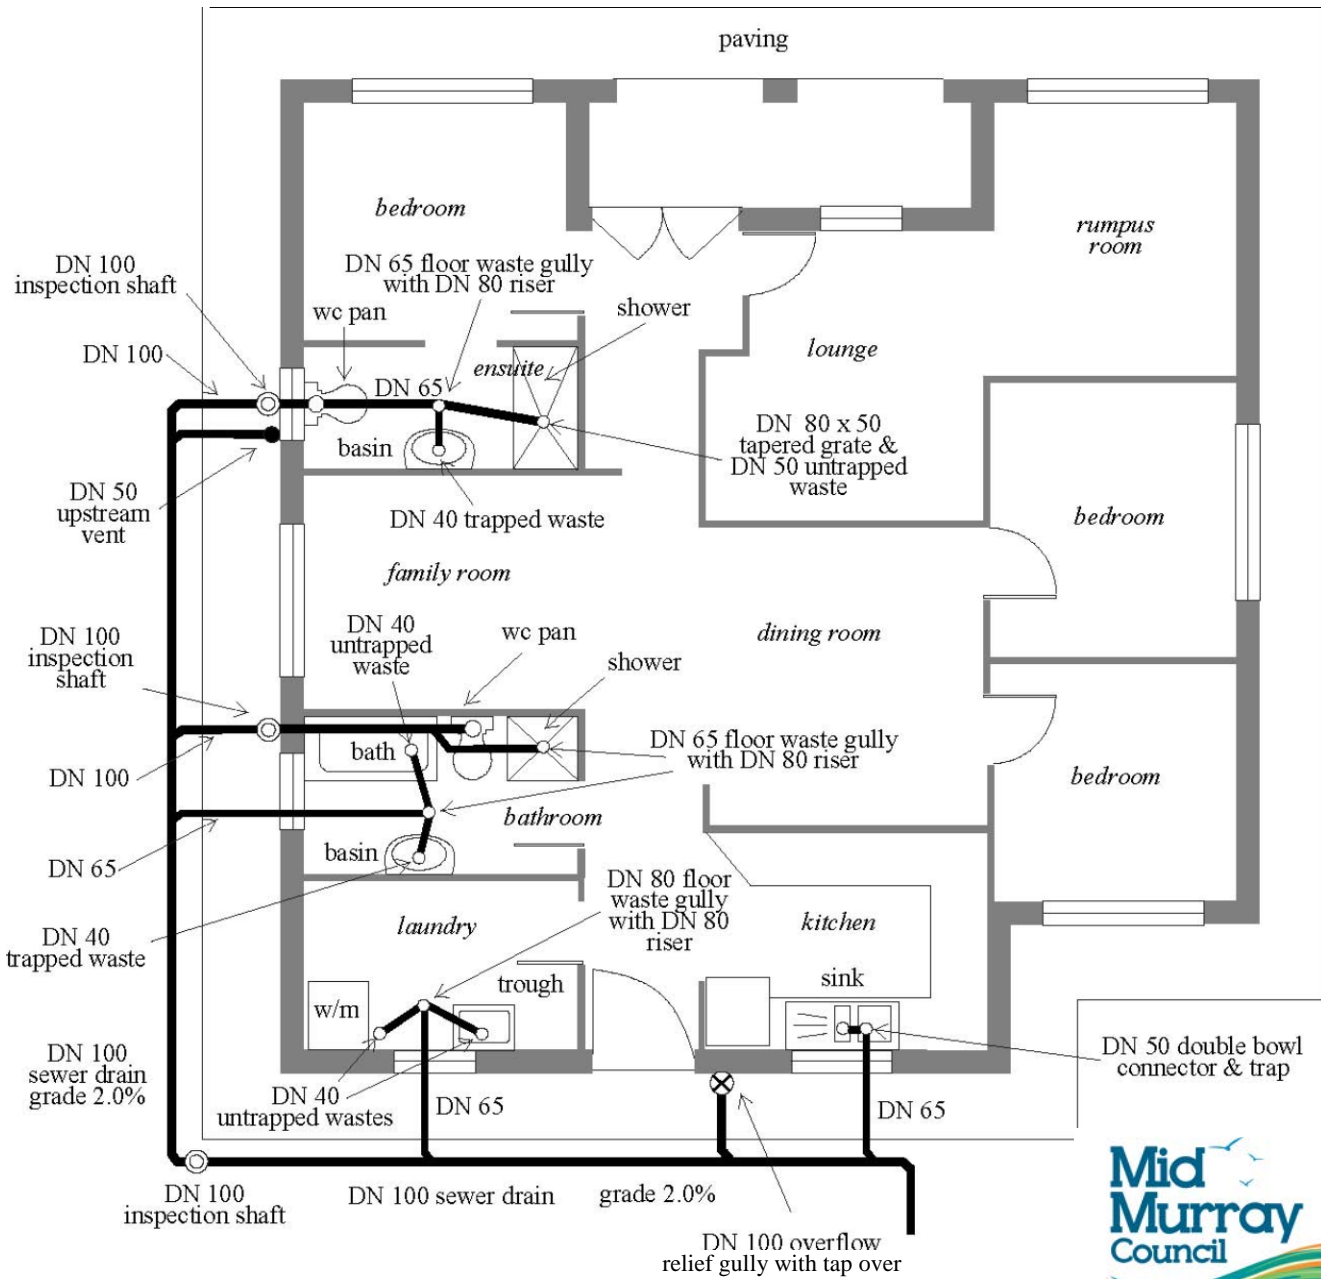 paving
bedroom
rumpus
room
DN 100
inspection shaft
DN 65 floor waste gully
with DN 80 riser
wc pan
shower
DN 100
lounge
ensuite
DN 65
basin
DN 80 x 50
tapered grate &
DN 50 untrapped
waste
DN 50
upstream
vent
DN 40 trapped waste
bedroom
family room
DN 100
inspection
shaft
DN 40
untrapped
waste
wc pan
dining room
shower
bath
DN 65 floor waste gully
with DN 80 riser
DN 100
bedroom
bathroom
basin
DN 65
DN 80 floor
waste gully
with DN 80
riser
laundry
kitchen
DN 40
trapped waste
trough
sink
w/m
DN 100
sewer drain
grade 2.0%
DN 50 double bowl
connector & trap
DN 40
untrapped wastes
DN 65
DN 65
DN 100
inspection shaft
DN 100 sewer drain
grade 2.0%
DN 100 overflow
relief gully with tap over
Mid
Murray
Council